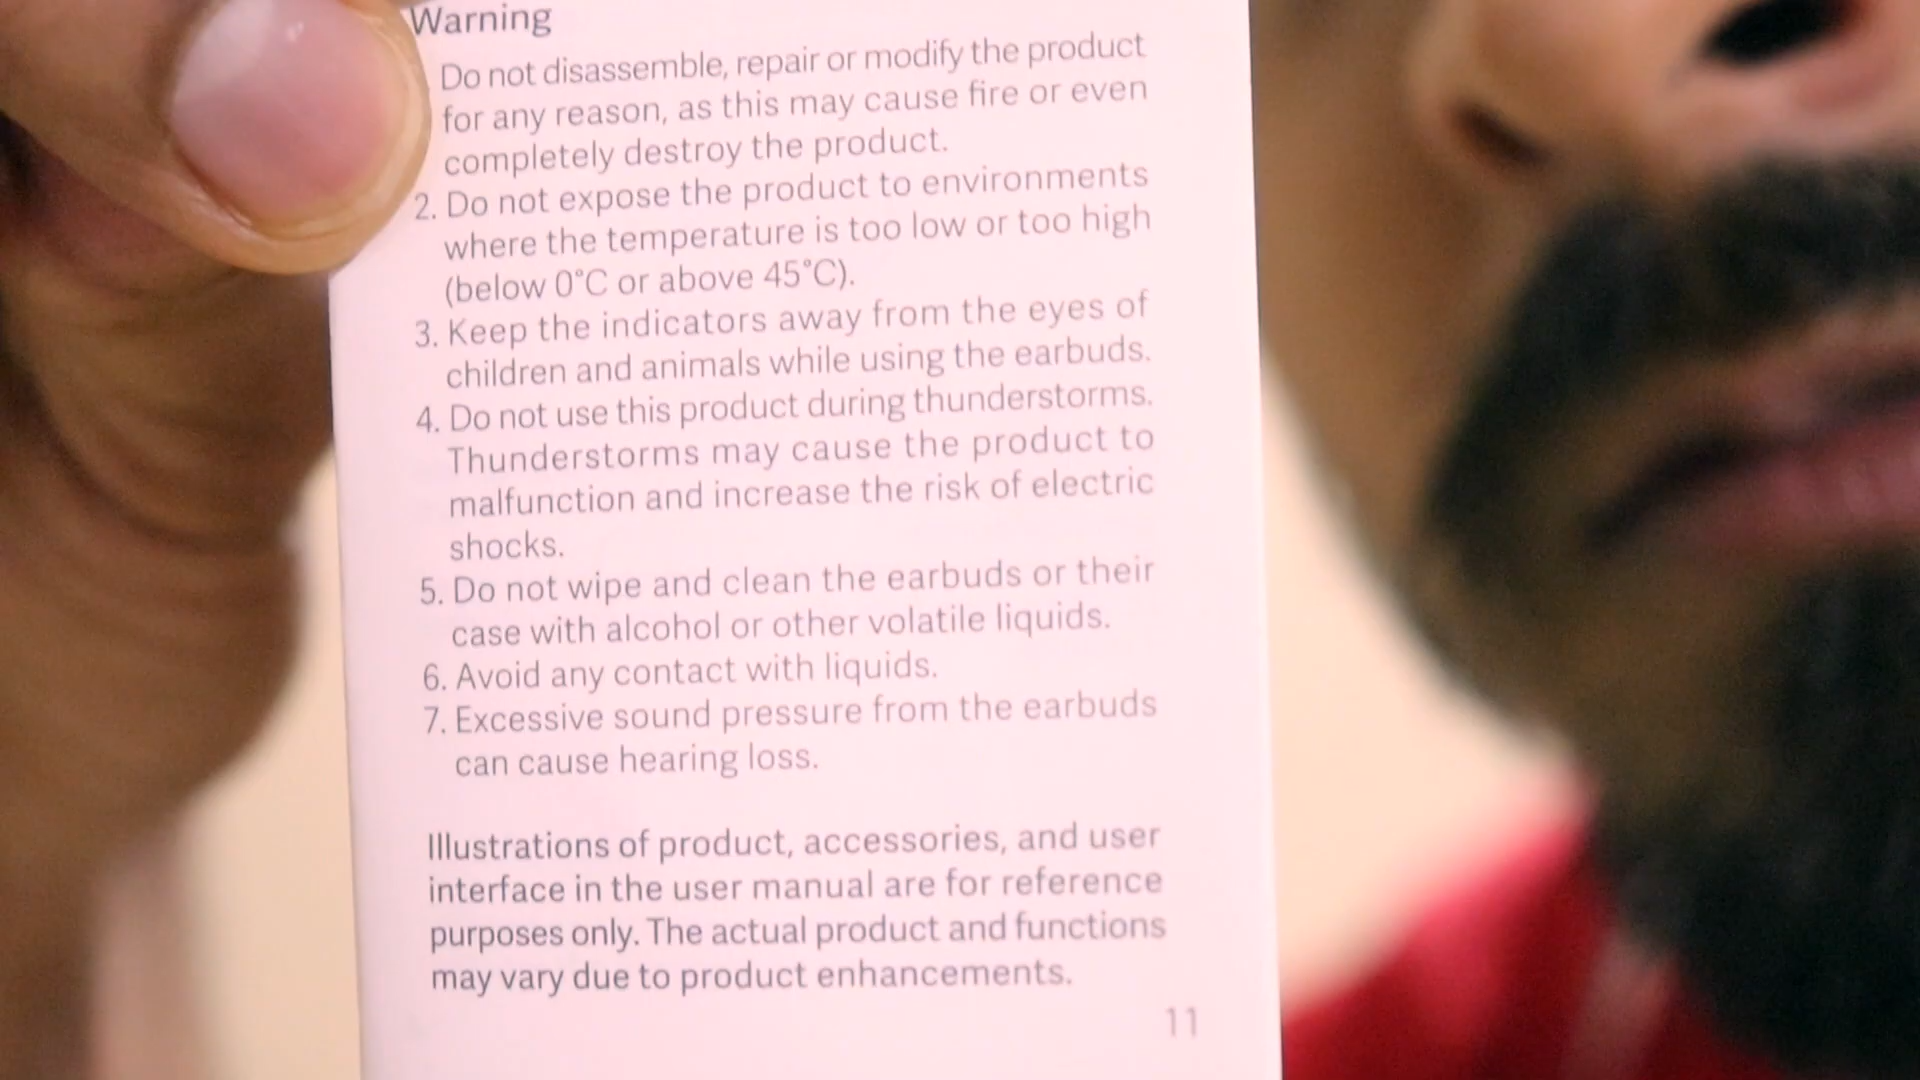 Warning
Do not disassemble, repair or modify the product
for any reason, as this may cause fire or even
completely destroy the product.
2. Do not expose the product to environments
where the temperature is too low or too high
(below 0°C or above 45°C).
3. Keep the indicators away from the eyes of
children and animals while using the earbuds.
4. Do not use this product during thunderstorms.
Thunderstorms may cause the product to
malfunction and increase the risk of electric
shocks.
5. Do not wipe and clean the earbuds or their
case with alcohol or other volatile liquids.
6. Avoid any contact with liquids.
7. Excessive sound pressure from the earbuds
can cause hearing loss.
Illustrations of product, accessories, and user
interface in the user manual are for reference
purposes only. The actual product and functions
may vary due to product enhancements.
11